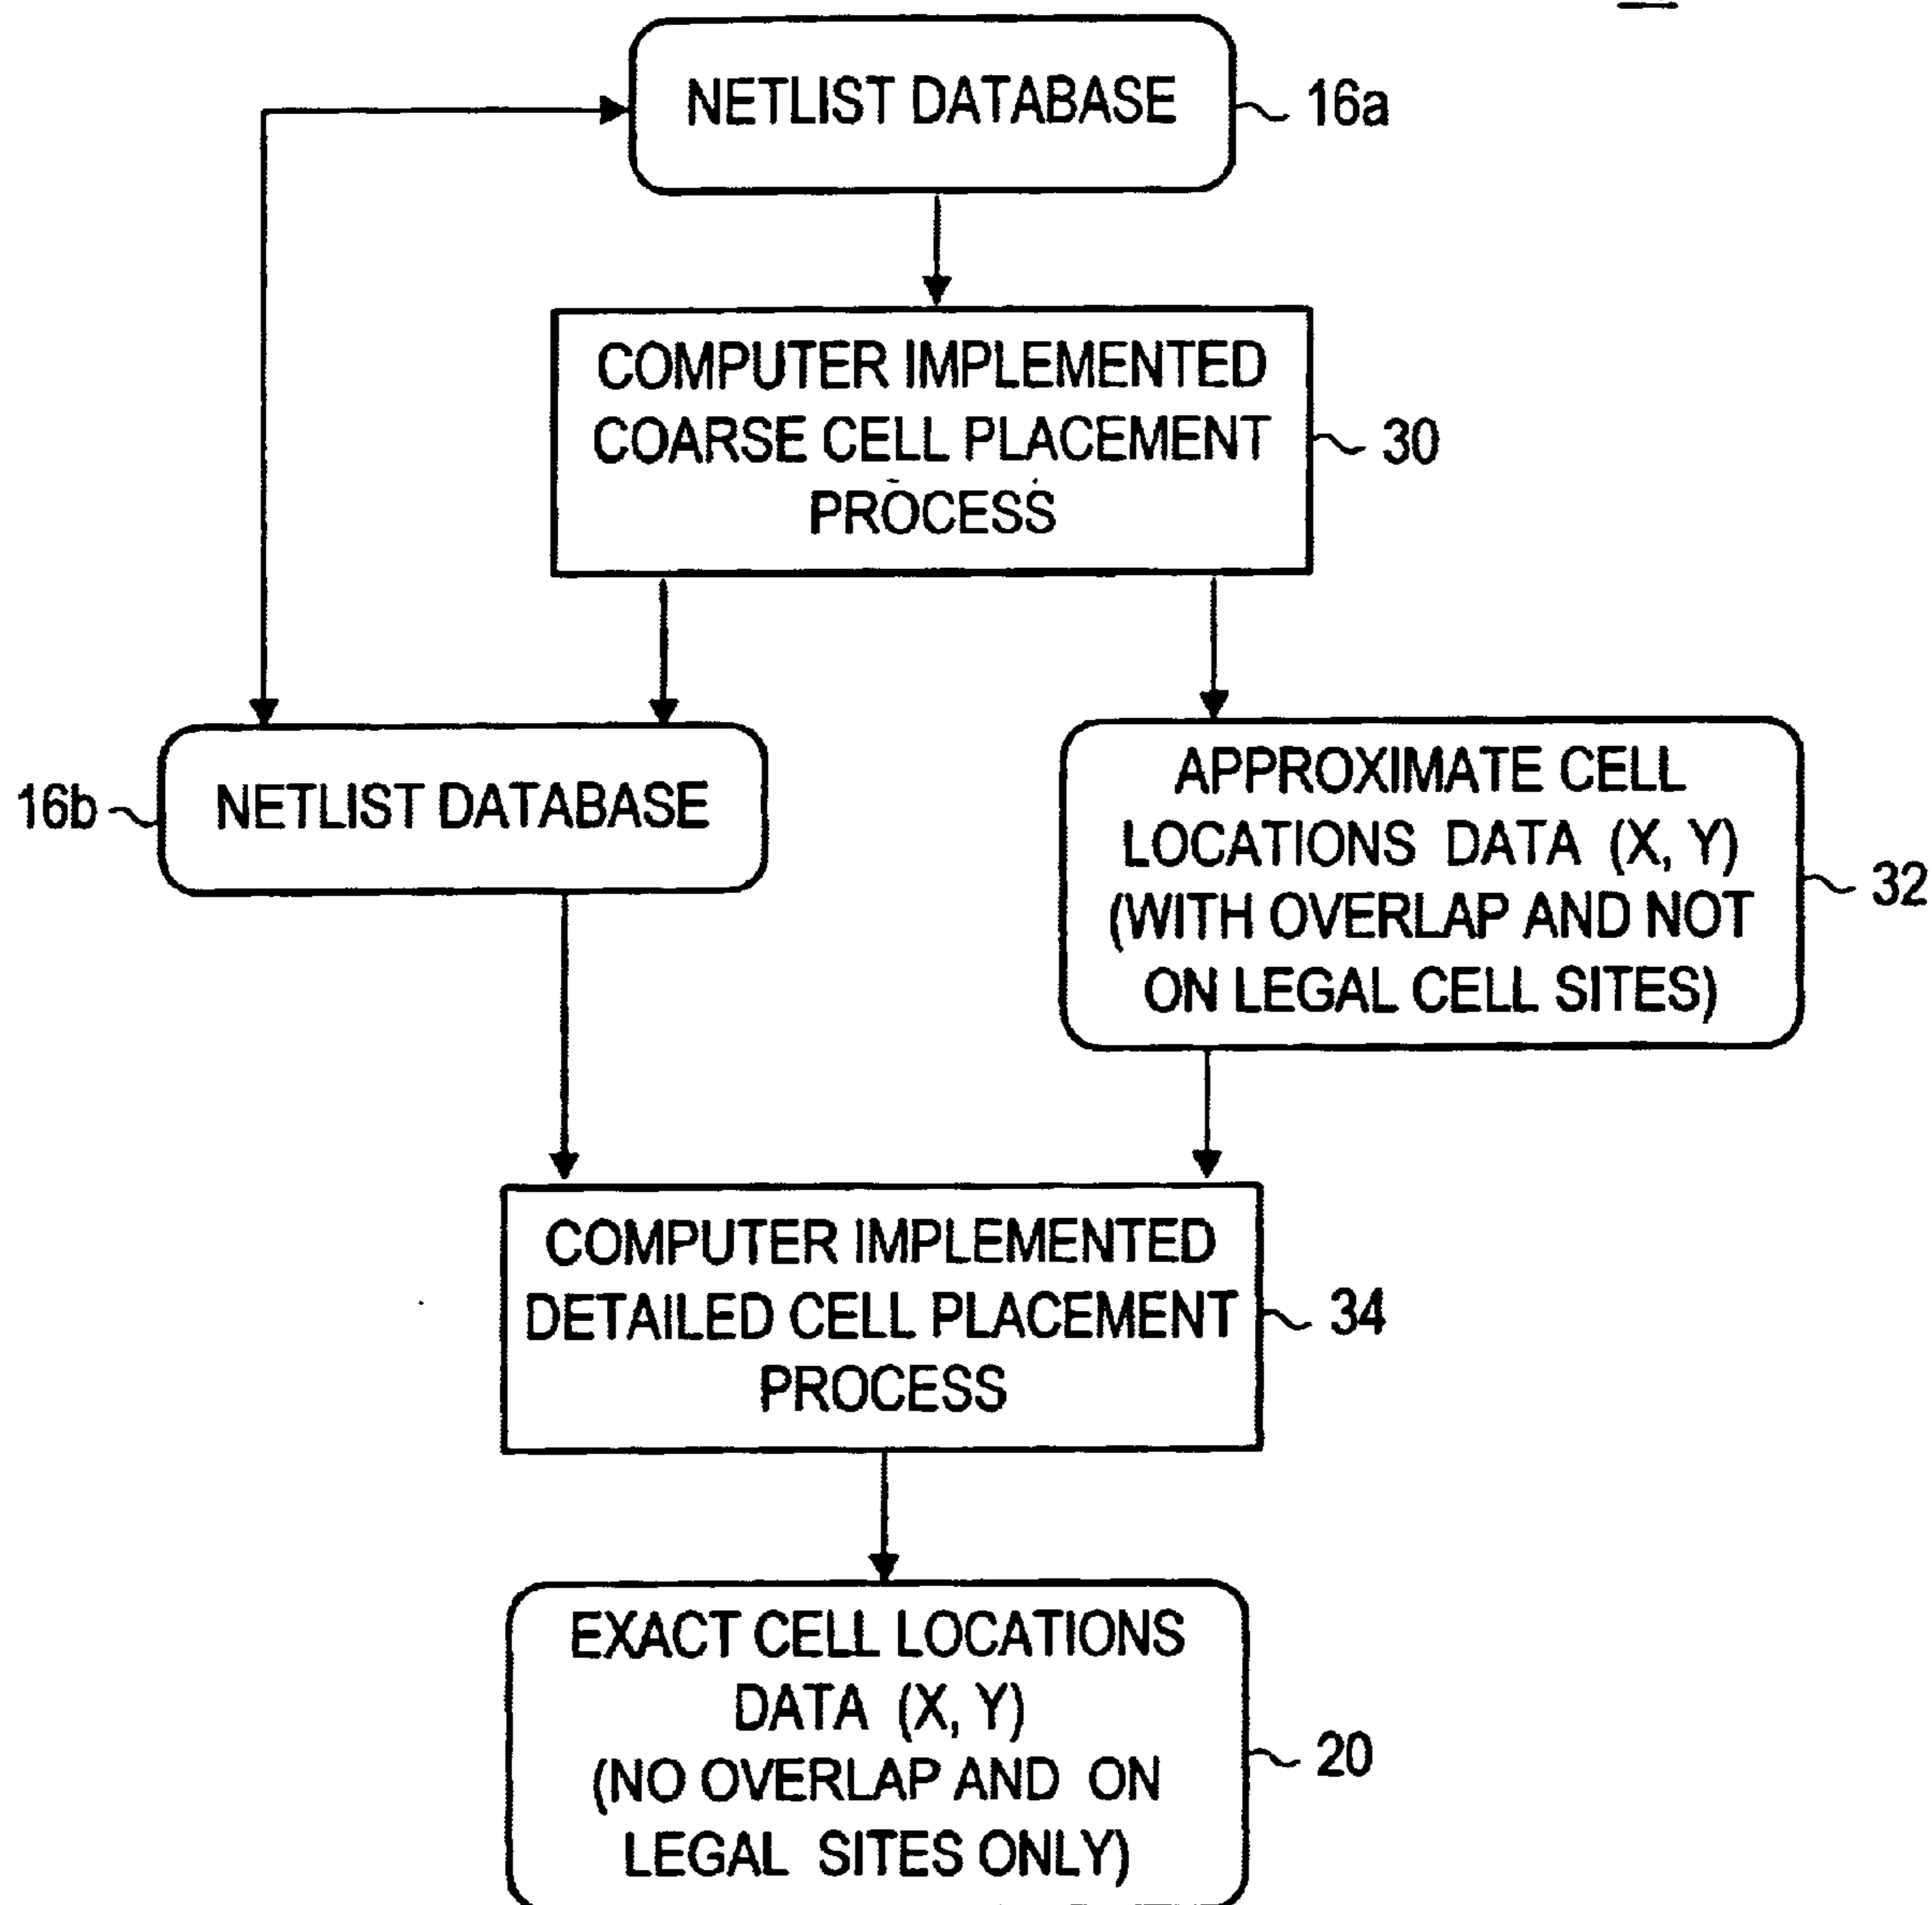 NETLIST DATABASE
16a
COMPUTER IMPLEMENTED
COARSE CELL PLACEMENT
PROCESS
30
16b
NETLIST DATABASE
APPROXIMATE CELL
LOCATIONS DATA (X, Y)
(WITH OVERLAP AND NOT
ON LEGAL CELL SITES)
32
COMPUTER IMPLEMENTED
DETAILED CELL PLACEMENT
PROCESS
34
EXACT CELL LOCATIONS
DATA (X, Y)
(NO OVERLAP AND ON
LEGAL SITES ONLY)
20